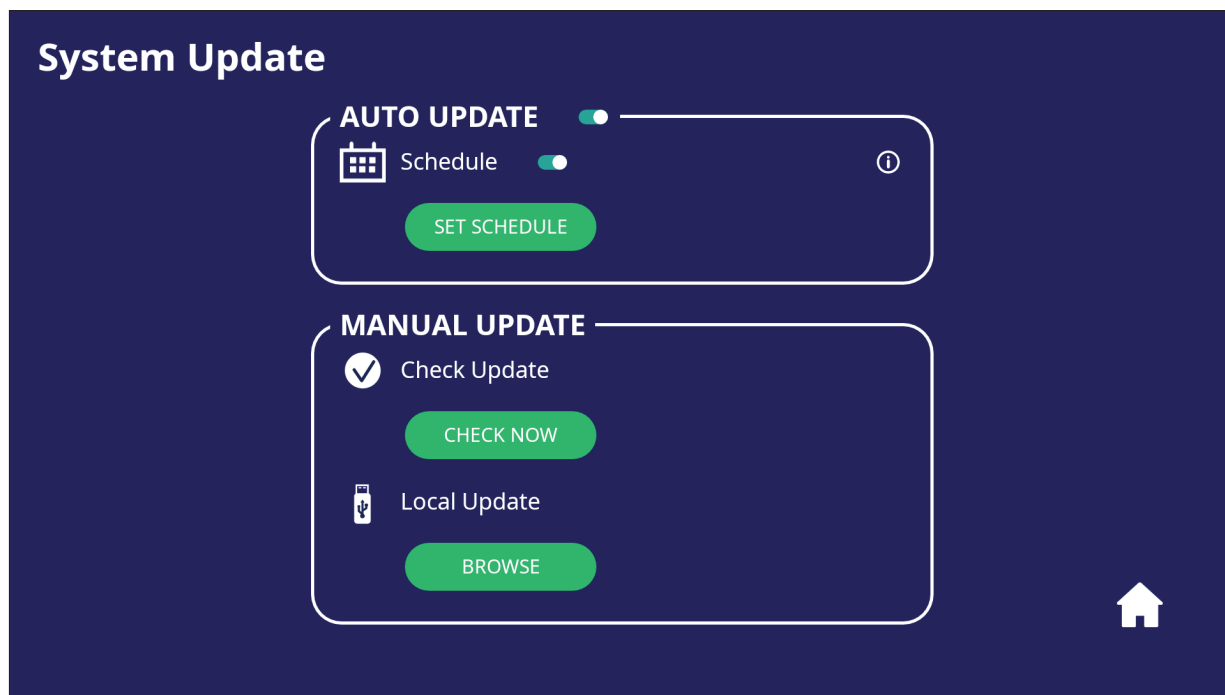 System Update
AUTO UPDATE
Schedule
SET SCHEDULE
MANUAL UPDATE
Check Update
CHECK NOW
Local Update
BROWSE